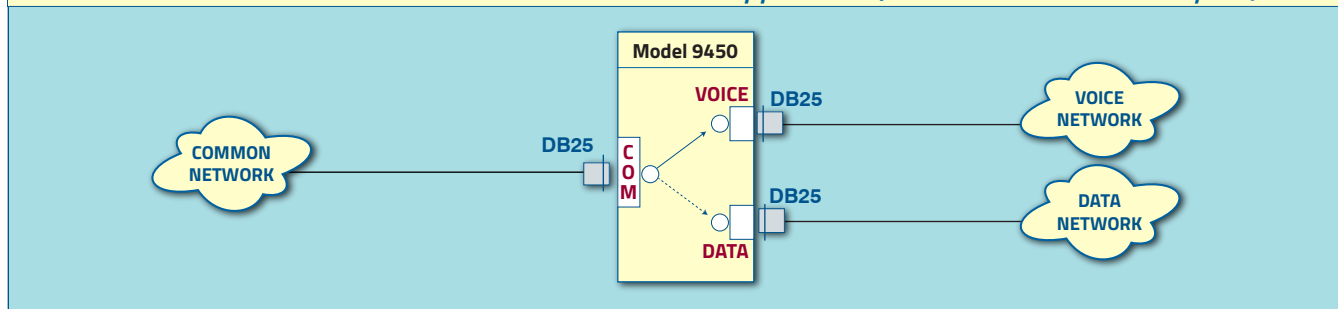 Model 9450
VOICE
DB25
VOICE
NETWORK
DB25
COMMON
NETWORK
C
O
M
DB25
DATA
NETWORK
DATA